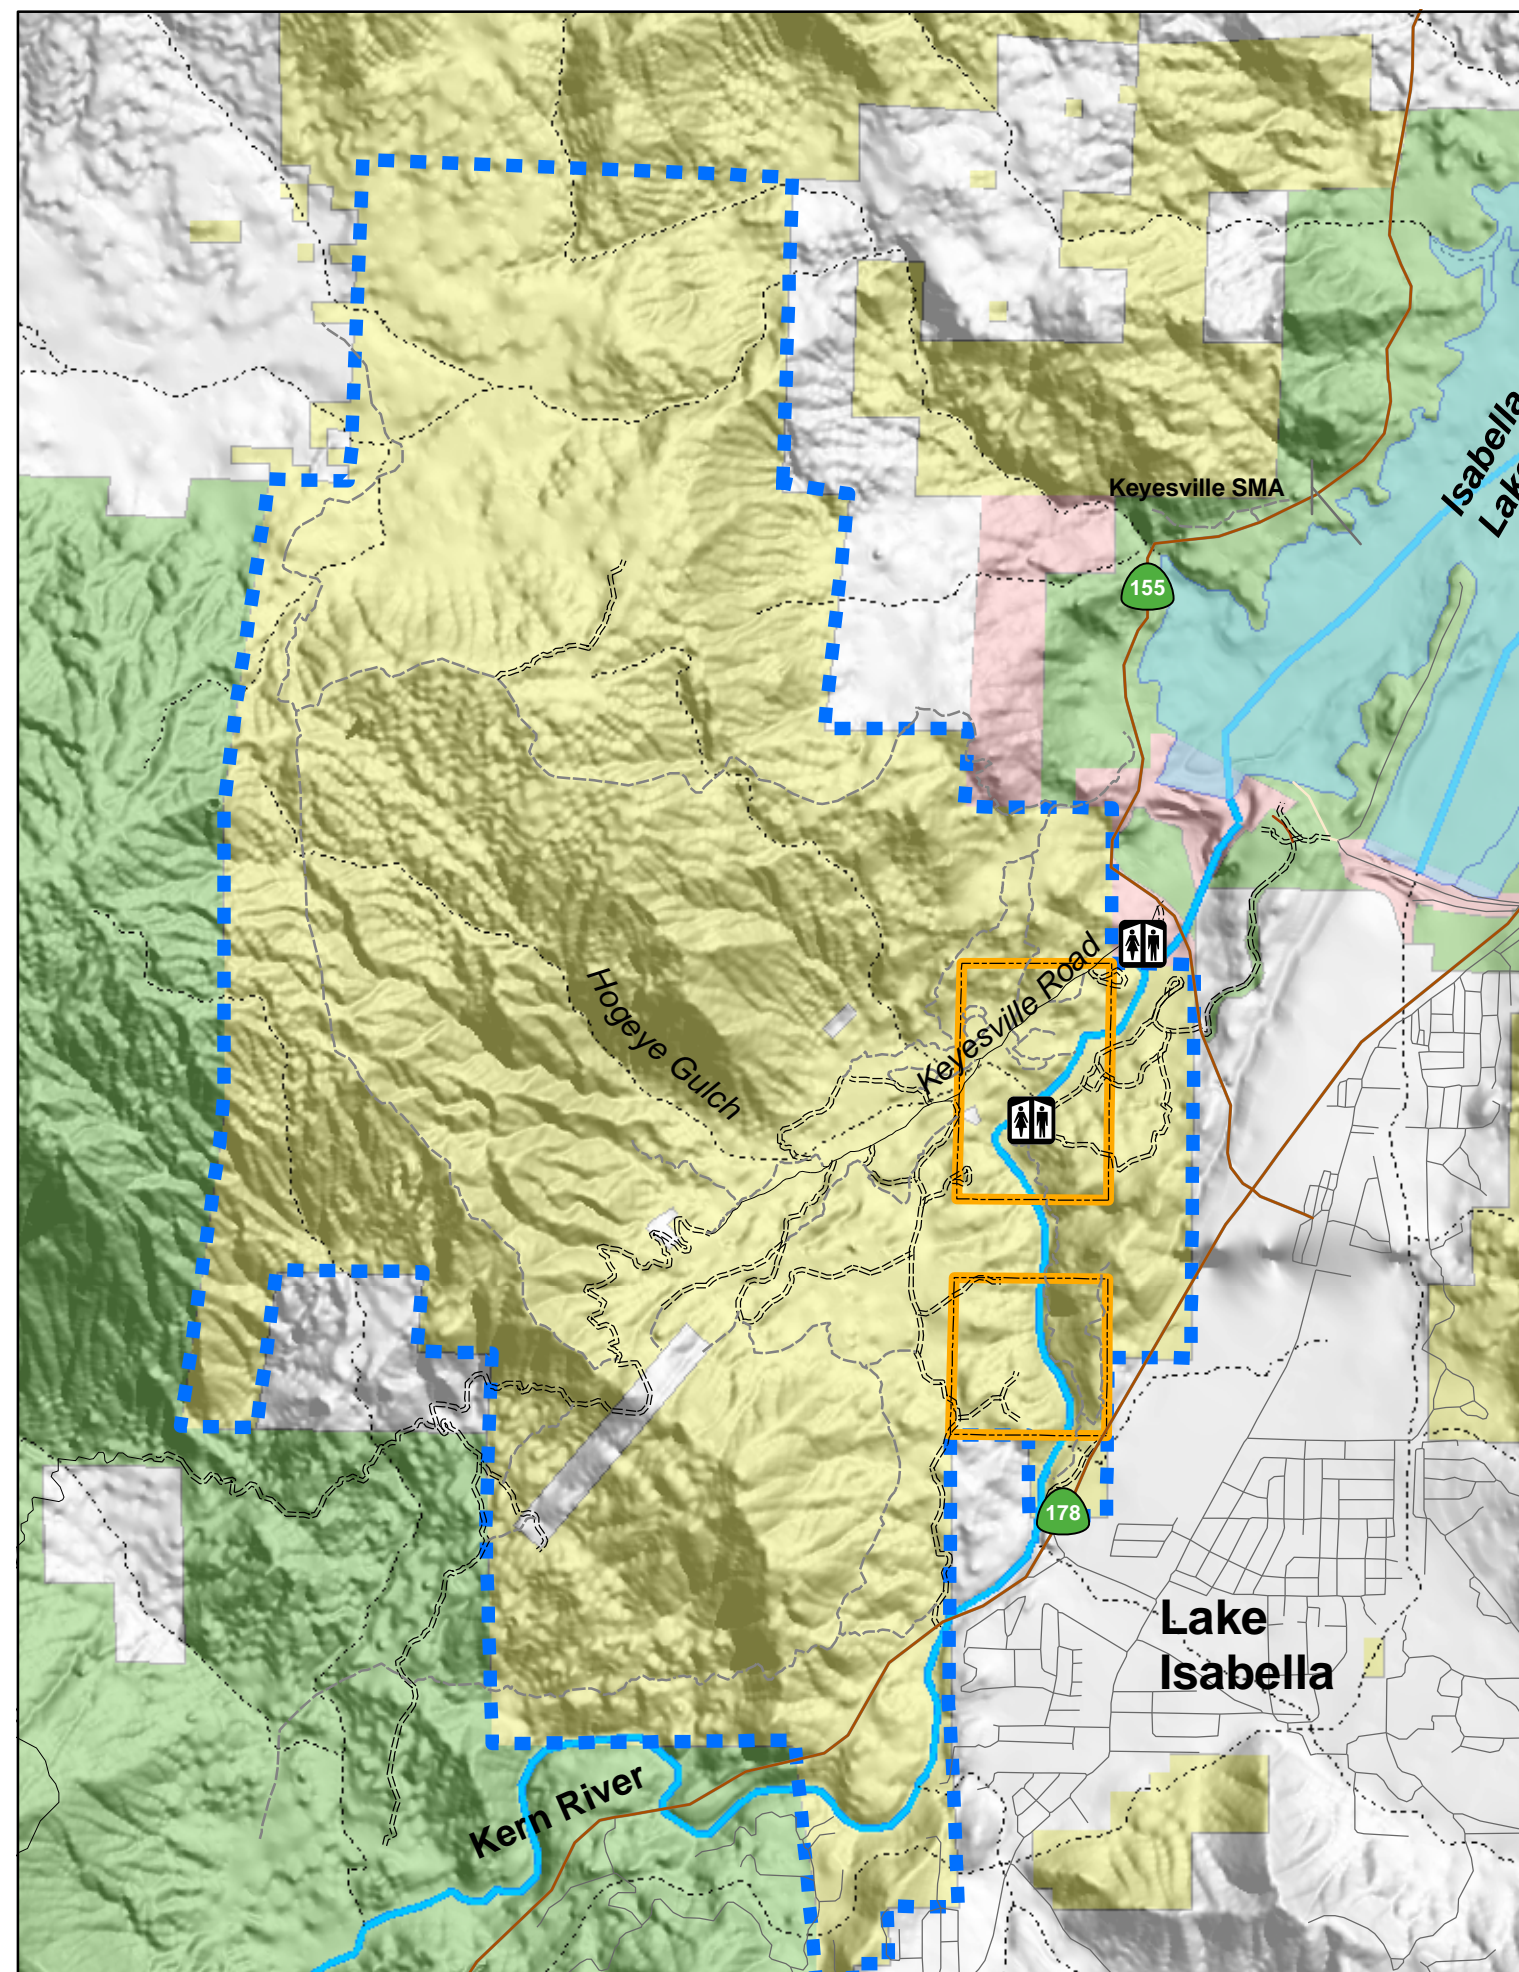 Isabella
Lake
Keyesville SMA
155
Keyesville Road
Hogeye Gulch
178
Lake
Isabella
Kern River